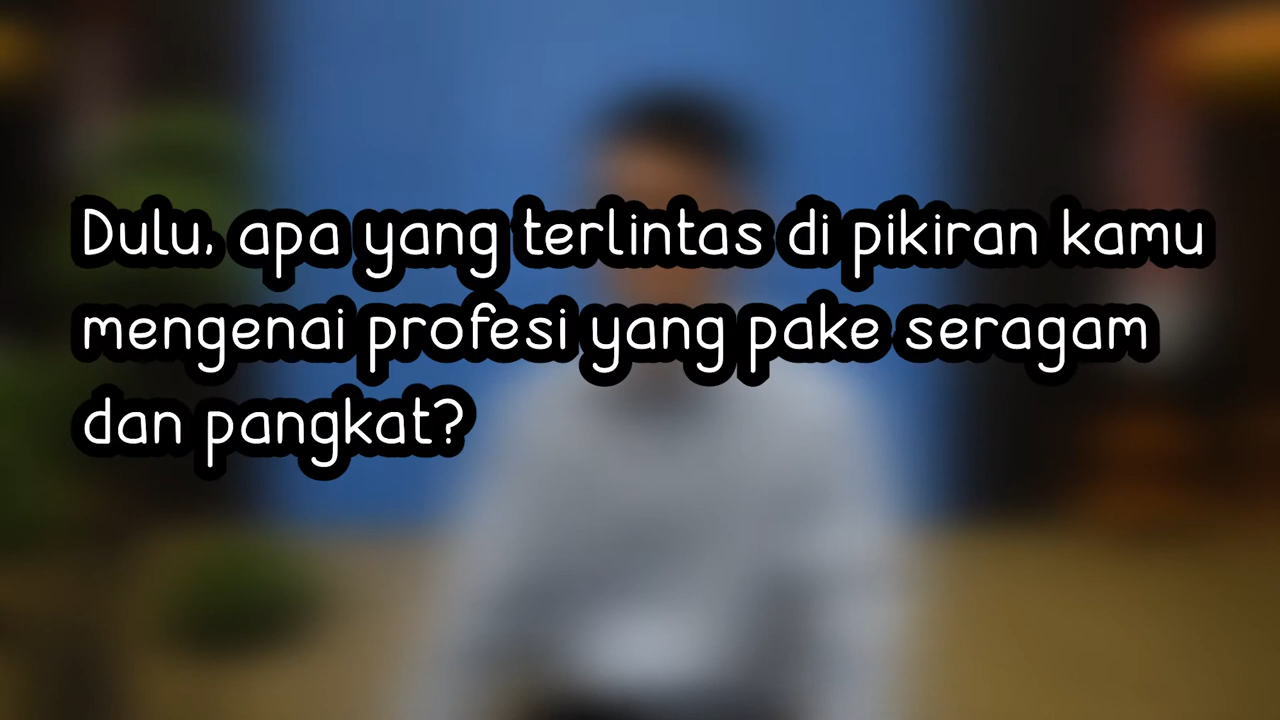 Dulu, apa yang terlintas di pikiran kamu
mengenai profesi yang pake seragam
dan pangkat?